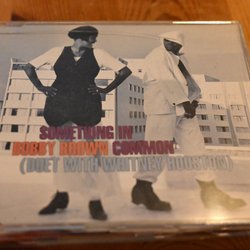 SOMETHING IN
BOBBY BROWN COMMON
(DUET WITH WHITNEY HOUSTON)